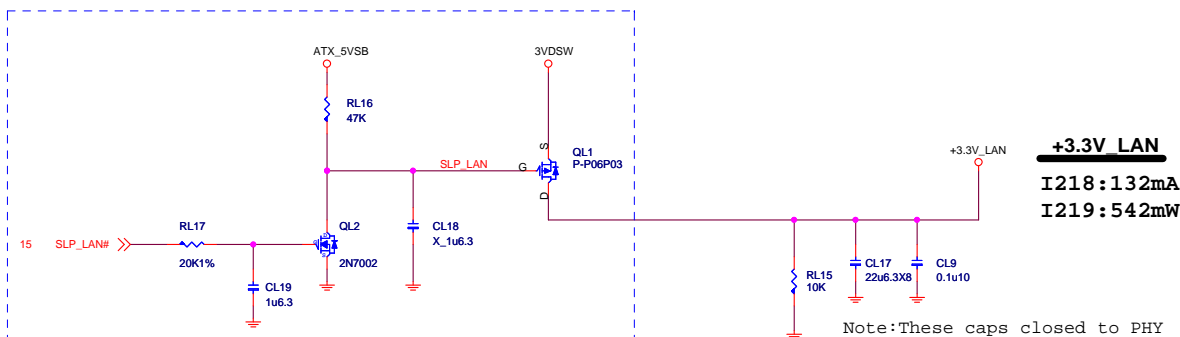 ATX_5VSB
3VDSW
RL16
47K
SLP_LAN
G
S
D
QL1
P-P06P03
+3.3V_LAN
+3.3V_LAN
I218:132mA
I219:542mW
15 SLP_LAN#
RL17
20K1%
QL2
2N7002
CL18
X_1u6.3
CL19
1u6.3
RL15
10K
CL17
22u6.3X8
CL9
0.1u10
Note:These caps closed to PHY